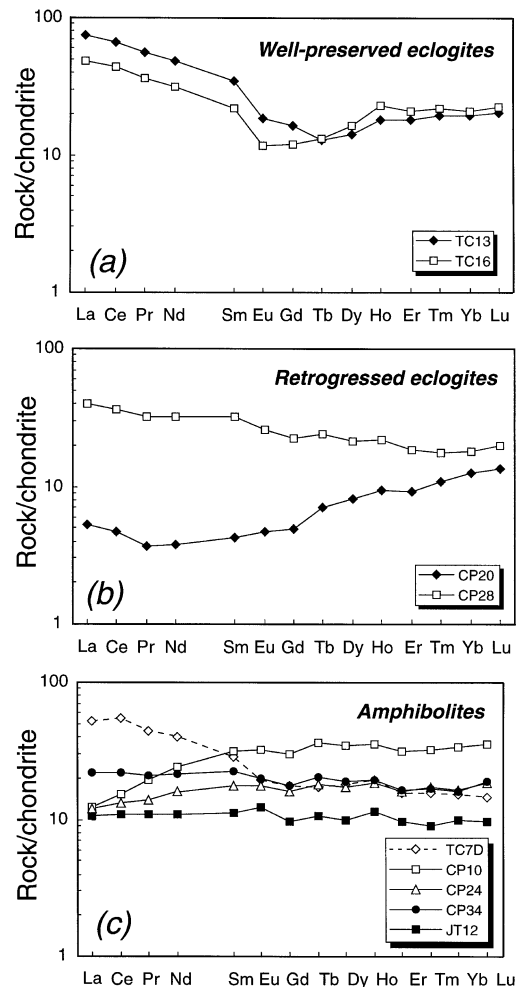 100
Well-preserved eclogites
Rock/chondrite
10
(a)
TC13
TC16
1
La Ce Pr Nd Sm Eu Gd Tb Dy Ho Er Tm Yb Lu
100
Retrogressed eclogites
Rock/chondrite
10
(b)
CP20
CP28
1
La Ce Pr Nd Sm Eu Gd Tb Dy Ho Er Tm Yb Lu
100
Amphibolites
Rock/chondrite
10
TC7D
CP10
CP24
CP34
JT12
(c)
1
La Ce Pr Nd Sm Eu Gd Tb Dy Ho Er Tm Yb Lu